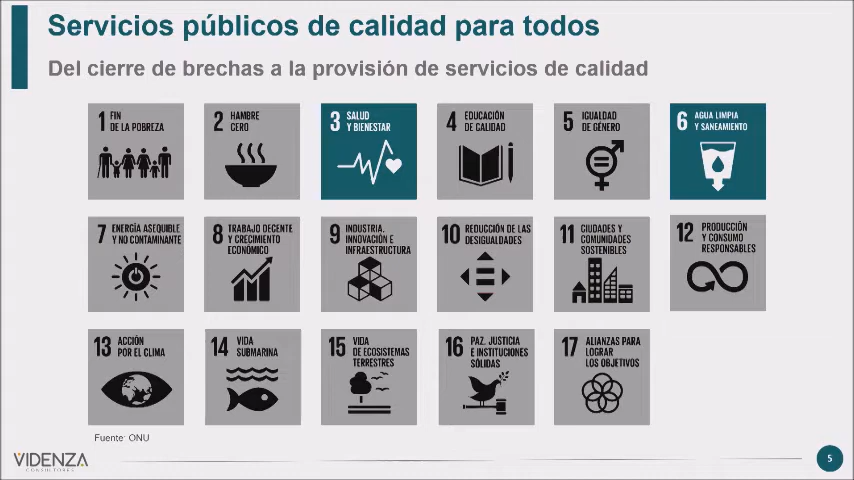 Servicios públicos de calidad para todos
Del cierre de brechas a la provisión de servicios de calidad
1 FIN
DE LA POBREZA
2 HAMBRE
CERO
3 SALUD
Y BIENESTAR
4 EDUCACIÓN
DE CALIDAD
5 IGUALDAD
DE GÉNERO
6 AGUA LIMPIA
Y SANEAMIENTO
7 ENERGÍA ASEQUIBLE
Y NO CONTAMINANTE
8 TRABAJO DECENTE
Y CRECIMIENTO
ECONÓMICO
9 INDUSTRIA,
INNOVACIÓN E
INFRAESTRUCTURA
10 REDUCCIÓN DE LAS
DESIGUALDADES
11 CIUDADES Y
COMUNIDADES
SOSTENIBLES
12 PRODUCCIÓN
Y CONSUMO
RESPONSABLES
13 ACCIÓN
POR EL CLIMA
14 VIDA
SUBMARINA
15 VIDA
DE ECOSISTEMAS
TERRESTRES
16 PAZ, JUSTICIA
E INSTITUCIONES
SÓLIDAS
17 ALIANZAS PARA
LOGRAR
LOS OBJETIVOS
Fuente: ONU
VIDENZA
CONSULTORES
5